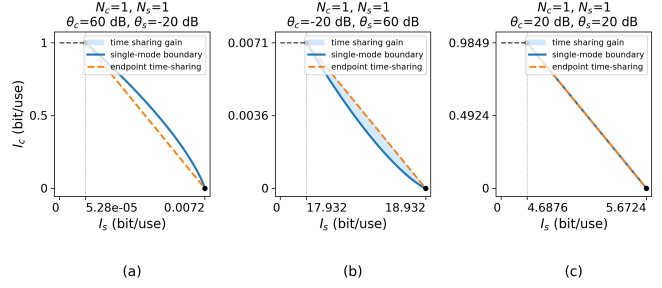 N_c=1, N_s=1
θ_c=60 dB, θ_s=-20 dB
time sharing gain
single-mode boundary
endpoint time-sharing
I_c (bit/use)
1
0.5
0
0 5.28e-05 0.0072
I_s (bit/use)
(a)
N_c=1, N_s=1
θ_c=-20 dB, θ_s=60 dB
time sharing gain
single-mode boundary
endpoint time-sharing
0.0071
0.0036
0
0 17.932 18.932
I_s (bit/use)
(b)
N_c=1, N_s=1
θ_c=20 dB, θ_s=20 dB
time sharing gain
single-mode boundary
endpoint time-sharing
0.9849
0.4924
0
0 4.6876 5.6724
I_s (bit/use)
(c)